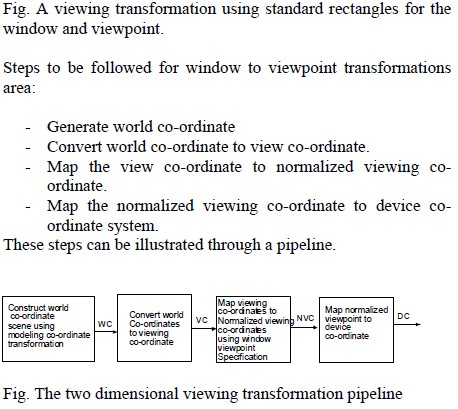 Fig. A viewing transformation using standard rectangles for the
window and viewpoint.
Steps to be followed for window to viewpoint transformations
area:
- Generate world co-ordinate
- Convert world co-ordinate to view co-ordinate.
- Map the view co-ordinate to normalized viewing co-
ordinate.
- Map the normalized viewing co-ordinate to device co-
ordinate system.
These steps can be illustrated through a pipeline.
Construct world
co-ordinate
scene using
modeling co-ordinate
transformation
WC
Convert world
Co-ordinates
to viewing
co-ordinate
VC
Map viewing
co-ordinates to
Normalized viewing
co-ordinates
using window
viewpoint
Specification
NVC
Map normalized
viewpoint to
device
co-ordinate
DC
Fig. The two dimensional viewing transformation pipeline